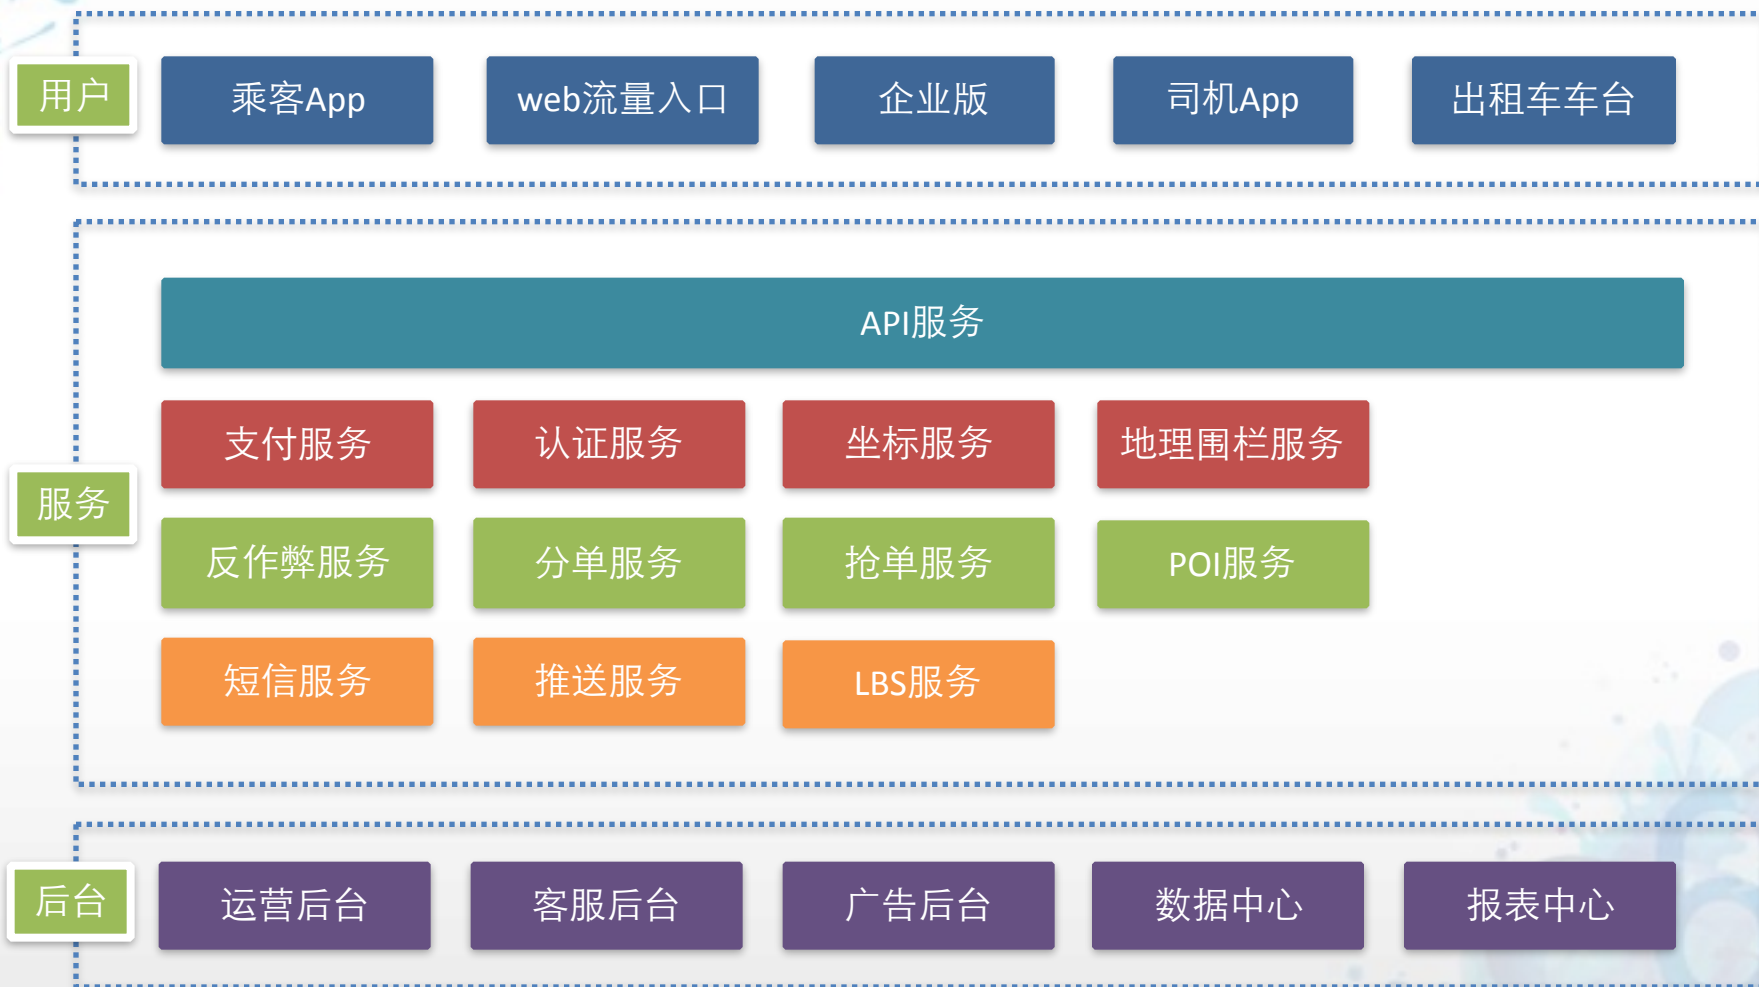 用户
乘客App
web流量入口
企业版
司机App
出租车车台
服务
API服务
支付服务
认证服务
坐标服务
地理围栏服务
反作弊服务
分单服务
抢单服务
POI服务
短信服务
推送服务
LBS服务
后台
运营后台
客服后台
广告后台
数据中心
报表中心